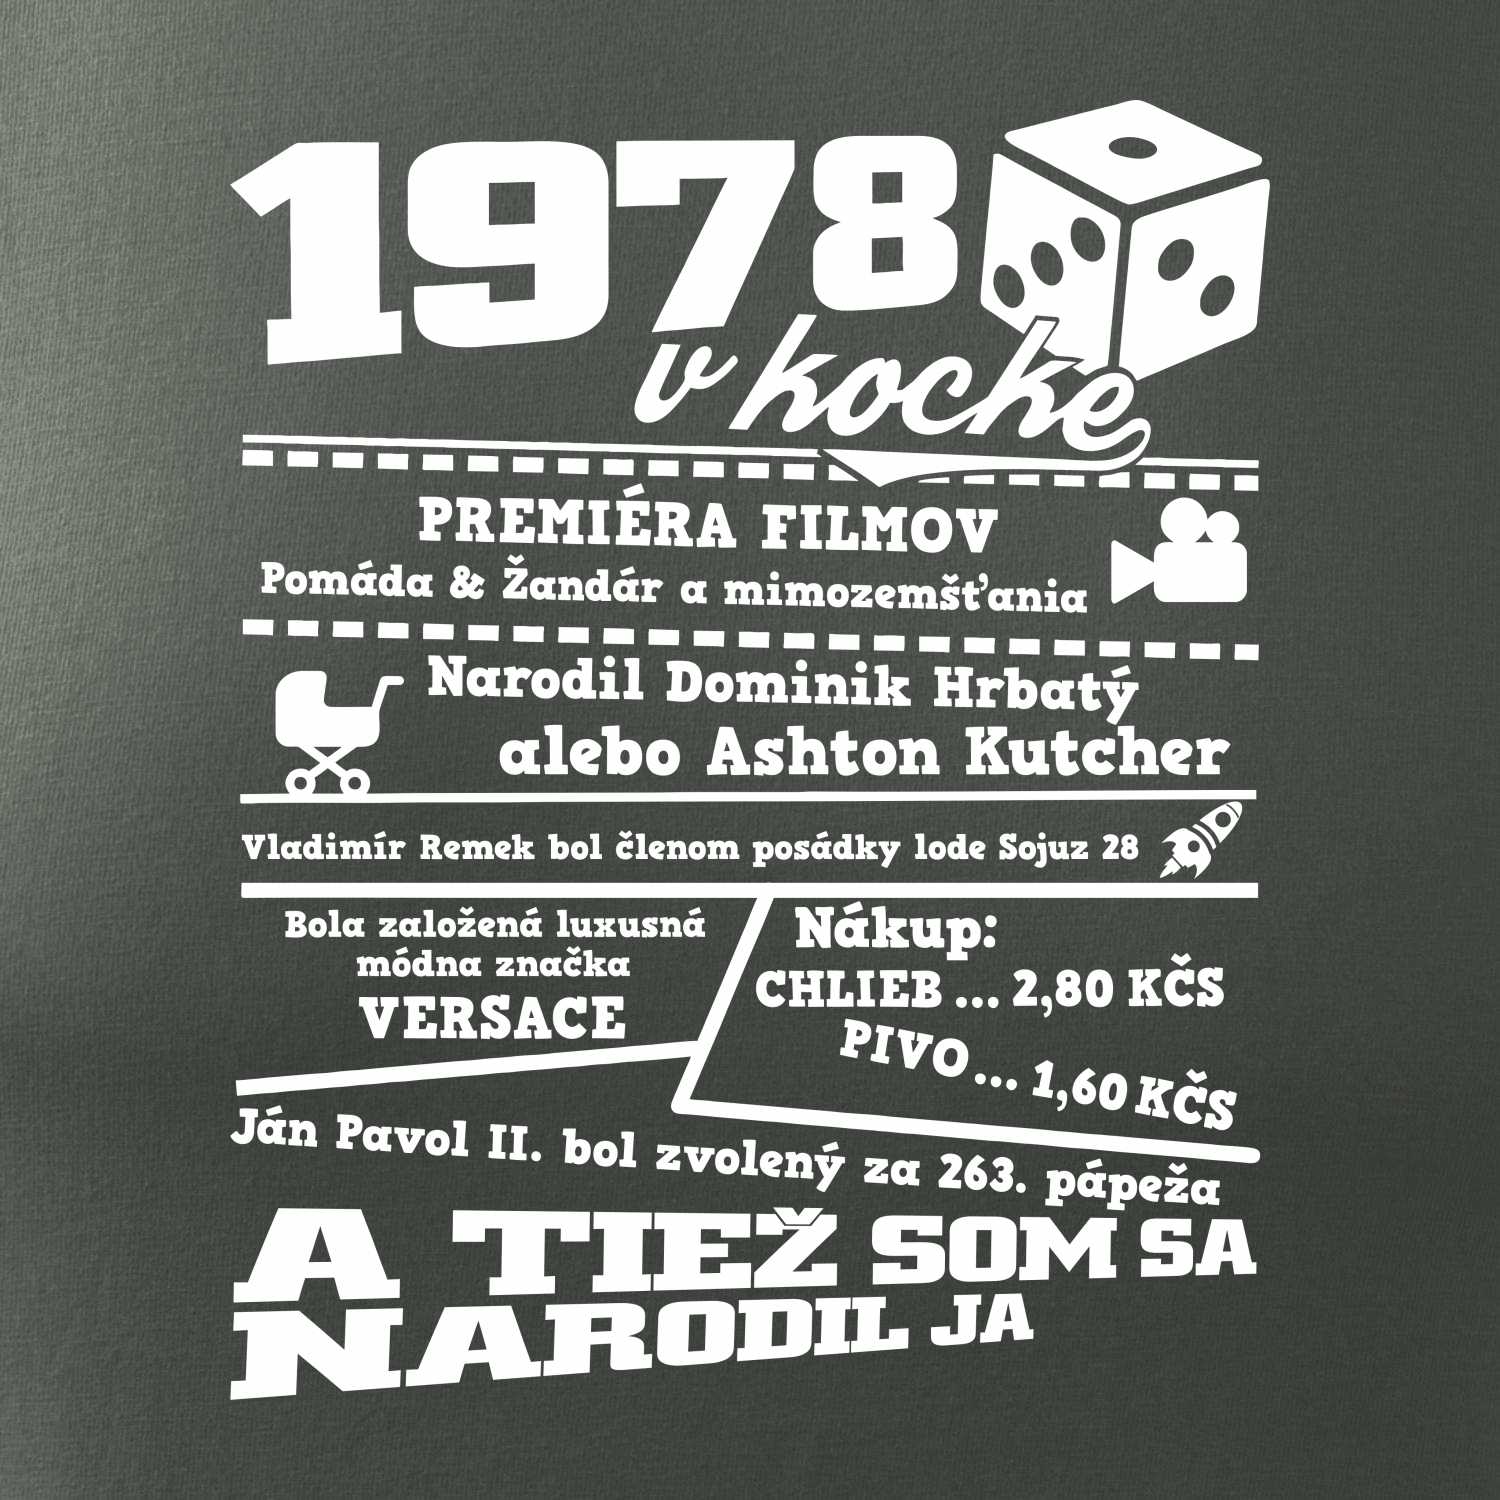 1978
v kocke
PREMIÉRA FILMOV
Pomáda & Žandár a mimozemšťania
Narodil Dominik Hrbatý
alebo Ashton Kutcher
Vladimír Remek bol členom posádky lode Sojuz 28
Bola založená luxusná
módna značka
VERSACE
Nákup:
CHLIEB ... 2,80 KČS
PIVO ... 1,60 KČS
Ján Pavol II. bol zvolený za 263. pápeža
A TIEŽ SOM SA
NARODIL JA